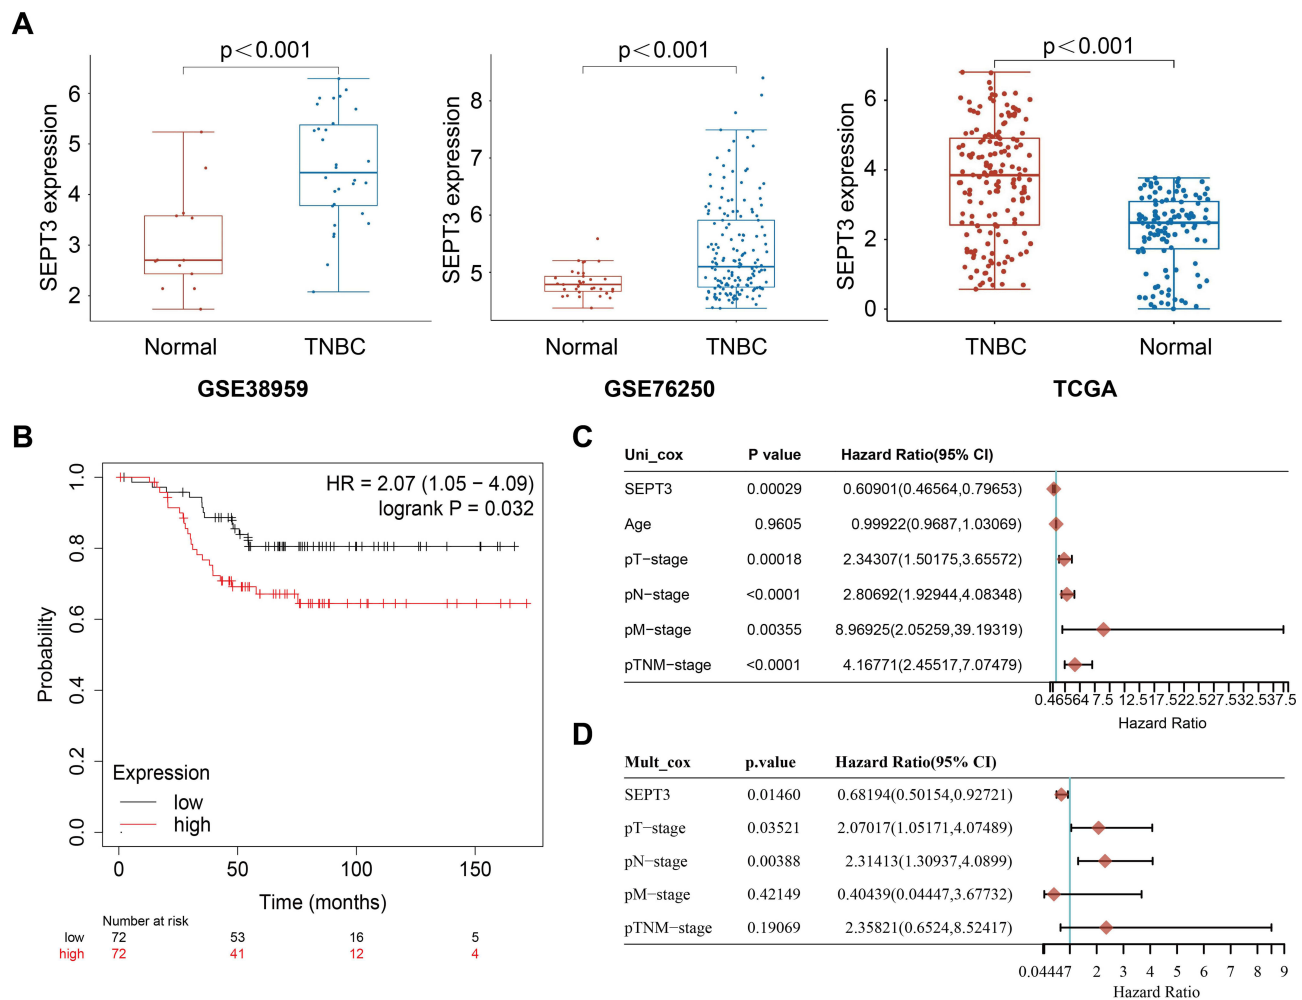 A
p<0.001
SEPT3 expression
6
5
4
3
2
Normal
TNBC
GSE38959
p<0.001
SEPT3 expression
8
7
6
5
Normal
TNBC
GSE76250
p<0.001
SEPT3 expression
6
4
2
0
TNBC
Normal
TCGA
B
HR = 2.07 (1.05 − 4.09)
logrank P = 0.032
Probability
1.0
0.8
0.6
0.4
0.2
0.0
Expression
low
high
0 50 100 150
Time (months)
Number at risk
low 72 53 16 5
high 72 41 12 4
C
Uni_cox P value Hazard Ratio(95% CI)
SEPT3 0.00029 0.60901(0.46564,0.79653)
Age 0.9605 0.99922(0.9687,1.03069)
pT−stage 0.00018 2.34307(1.50175,3.65572)
pN−stage <0.0001 2.80692(1.92944,4.08348)
pM−stage 0.00355 8.96925(2.05259,39.19319)
pTNM−stage <0.0001 4.16771(2.45517,7.07479)
0.46564 7.5 12.517.522.527.532.537.5
Hazard Ratio
D
Mult_cox p.value Hazard Ratio(95% CI)
SEPT3 0.01460 0.68194(0.50154,0.92721)
pT−stage 0.03521 2.07017(1.05171,4.07489)
pN−stage 0.00388 2.31413(1.30937,4.0899)
pM−stage 0.42149 0.40439(0.04447,3.67732)
pTNM−stage 0.19069 2.35821(0.6524,8.52417)
0.04447 2 3 4 5 6 7 8 9
Hazard Ratio